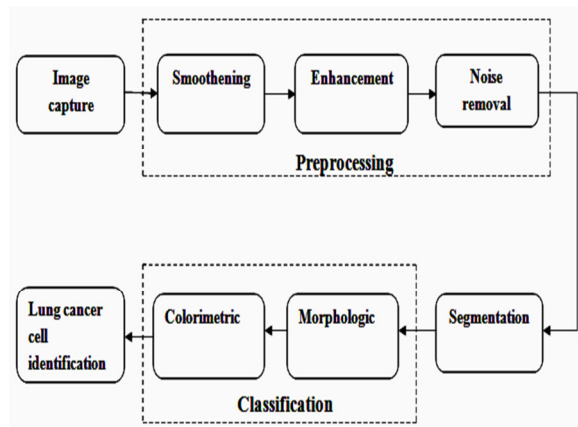 Image
capture
Smoothening
Enhancement
Noise
removal
Preprocessing
Lung cancer
cell
identification
Colorimetric
Morphologic
Segmentation
Classification